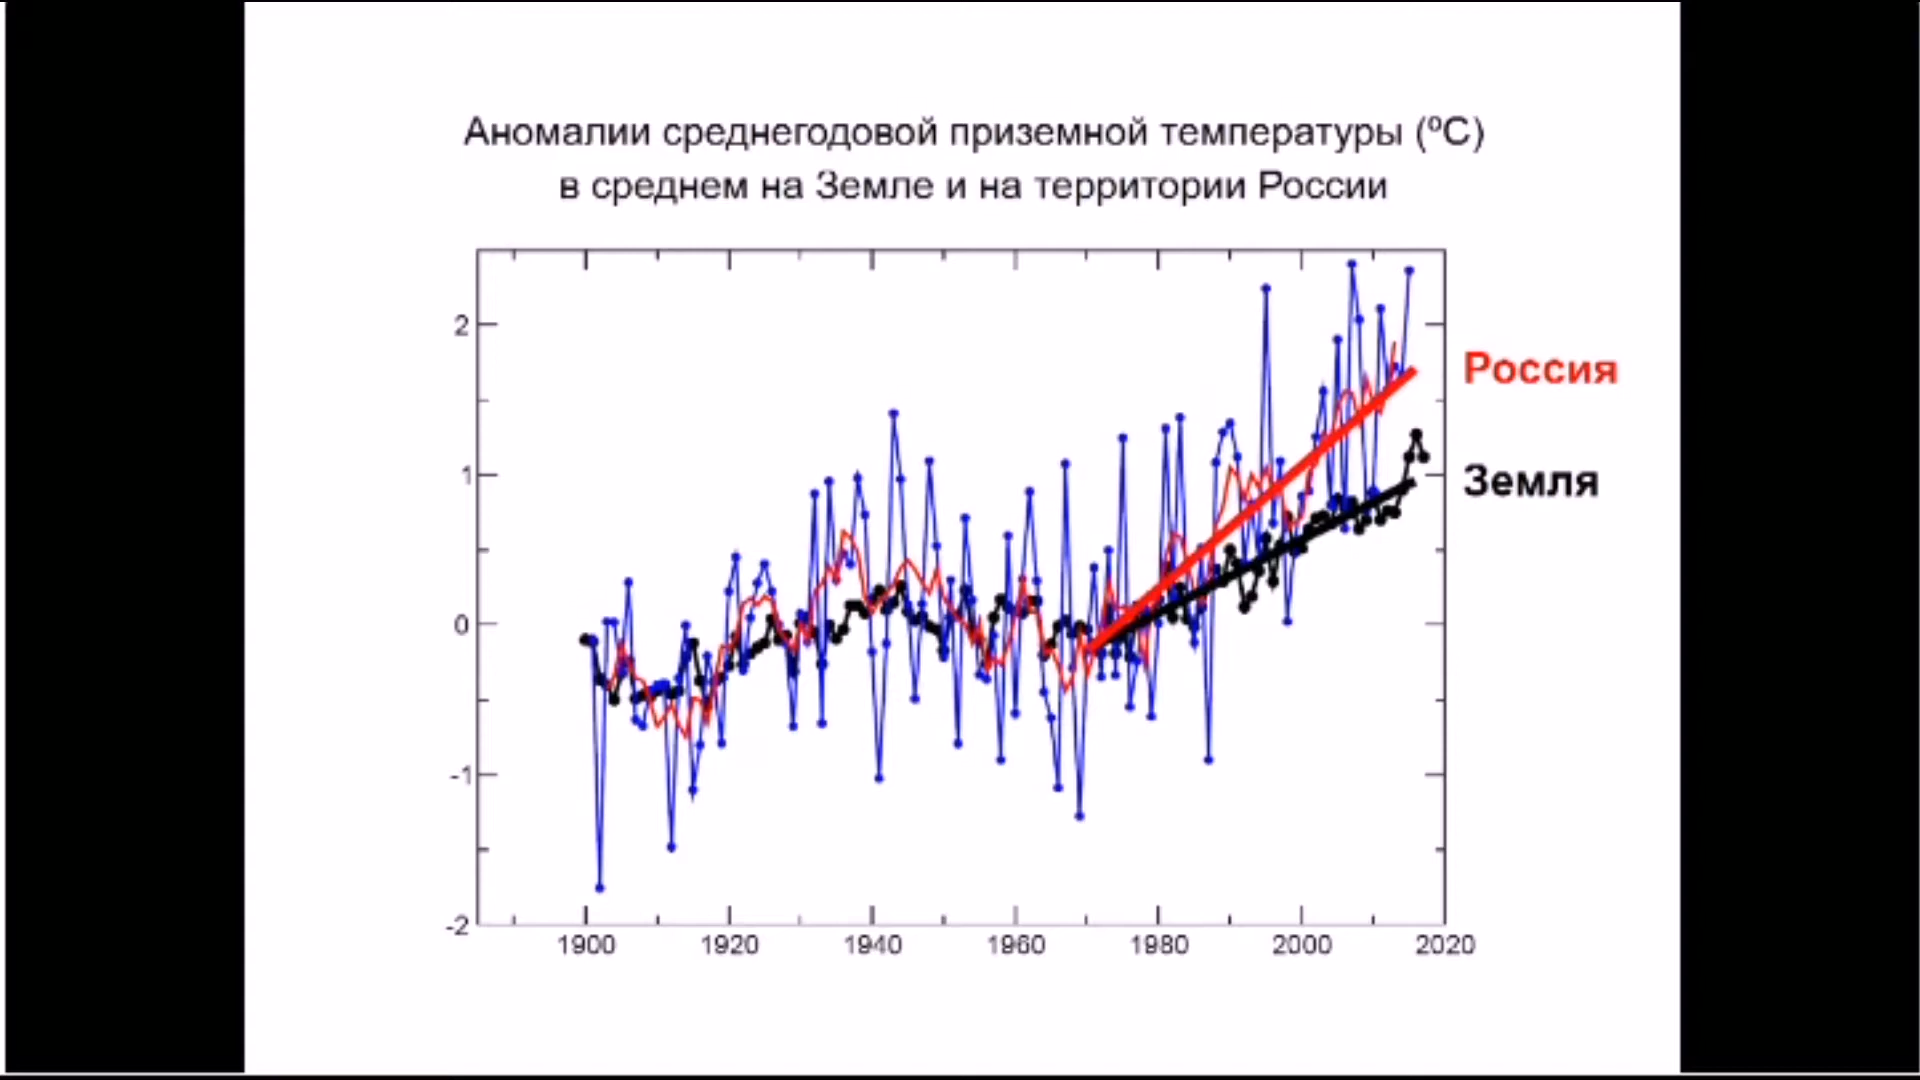 Аномалии среднегодовой приземной температуры (ºС)
в среднем на Земле и на территории России
2
1
0
-1
-2
1900 1920 1940 1960 1980 2000 2020
Россия
Земля